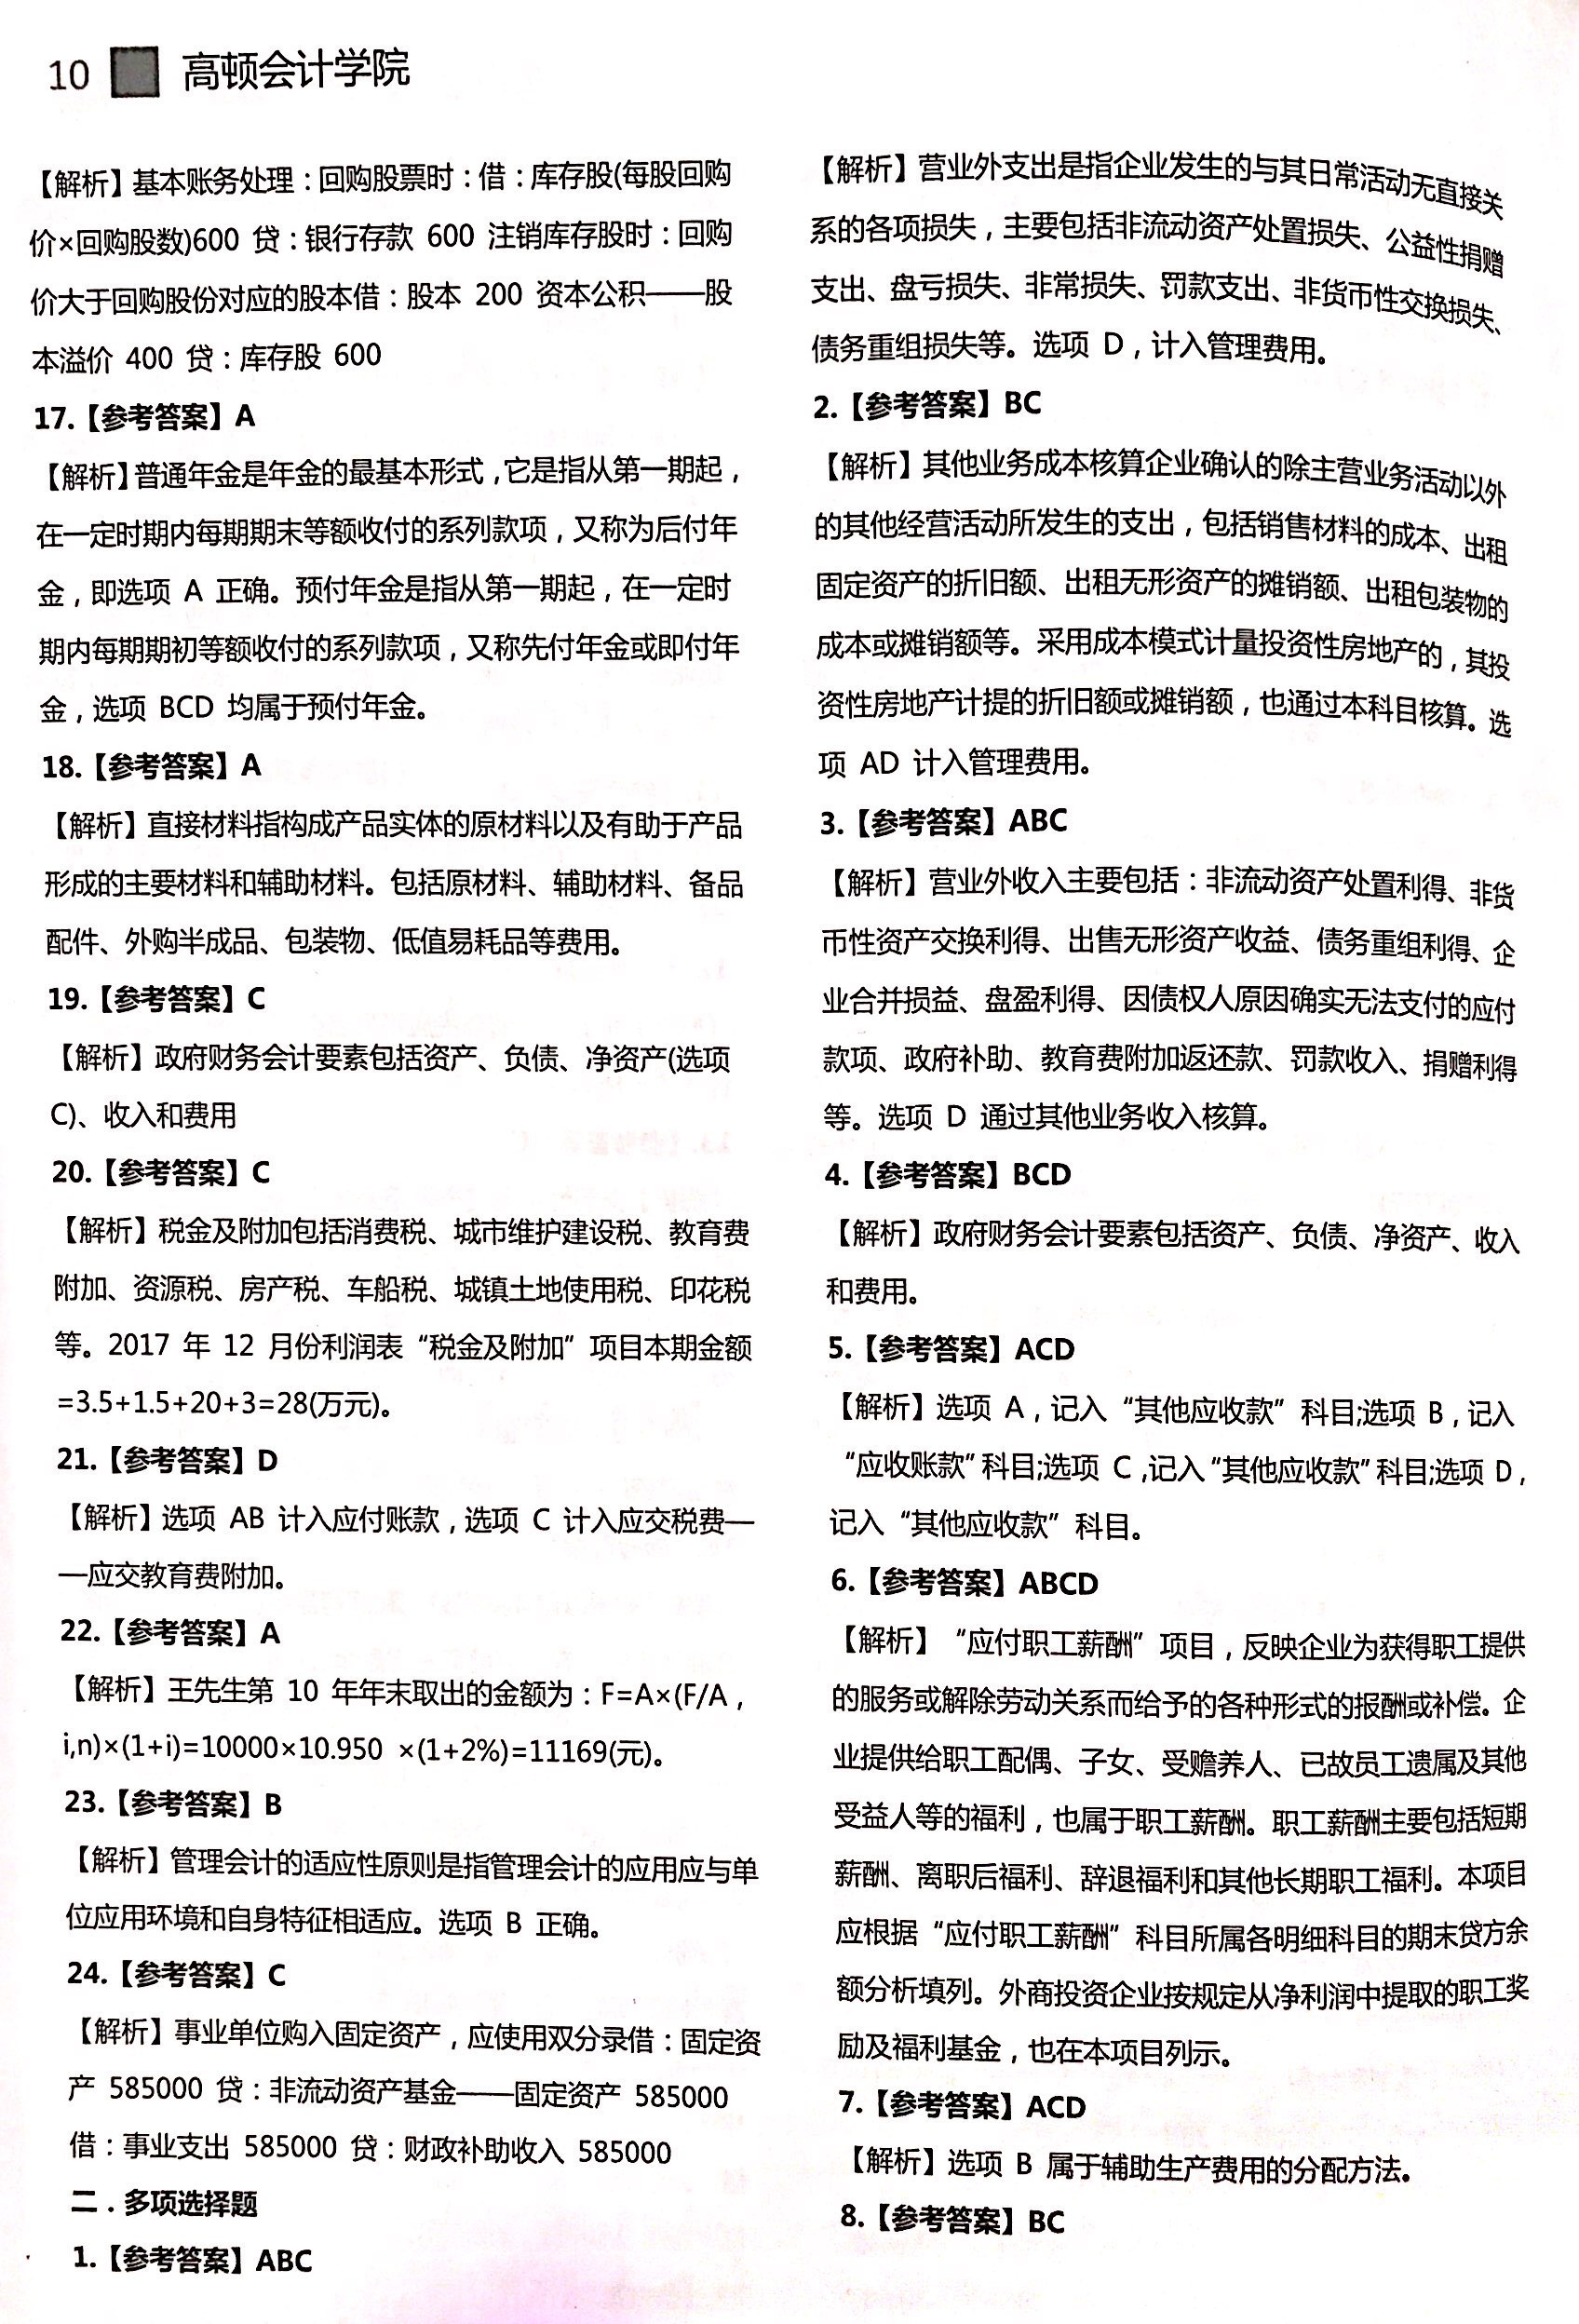 10 高顿会计学院
【解析】基本账务处理：回购股票时：借：库存股(每股回购
价×回购股数)600 贷：银行存款 600 注销库存股时：回购
价大于回购股份对应的股本借：股本 200 资本公积——股
本溢价 400 贷：库存股 600
17.【参考答案】A
【解析】普通年金是年金的最基本形式，它是指从第一期起，
在一定时期内每期期末等额收付的系列款项，又称为后付年
金，即选项 A 正确。预付年金是指从第一期起，在一定时
期内每期期初等额收付的系列款项，又称先付年金或即付年
金，选项 BCD 均属于预付年金。
18.【参考答案】A
【解析】直接材料指构成产品实体的原材料以及有助于产品
形成的主要材料和辅助材料。包括原材料、辅助材料、备品
配件、外购半成品、包装物、低值易耗品等费用。
19.【参考答案】C
【解析】政府财务会计要素包括资产、负债、净资产(选项
C)、收入和费用
20.【参考答案】C
【解析】税金及附加包括消费税、城市维护建设税、教育费
附加、资源税、房产税、车船税、城镇土地使用税、印花税
等。2017 年 12 月份利润表“税金及附加”项目本期金额
=3.5+1.5+20+3=28(万元)。
21.【参考答案】D
【解析】选项 AB 计入应付账款，选项 C 计入应交税费—
—应交教育费附加。
22.【参考答案】A
【解析】王先生第 10 年年末取出的金额为：F=A×(F/A，
i,n)×(1+i)=10000×10.950 ×(1+2%)=11169(元)。
23.【参考答案】B
【解析】管理会计的适应性原则是指管理会计的应用应与单
位应用环境和自身特征相适应。选项 B 正确。
24.【参考答案】C
【解析】事业单位购入固定资产，应使用双分录借：固定资
产 585000 贷：非流动资产基金——固定资产 585000
借：事业支出 585000 贷：财政补助收入 585000
二．多项选择题
1.【参考答案】ABC
【解析】营业外支出是指企业发生的与其日常活动无直接关
系的各项损失，主要包括非流动资产处置损失、公益性捐赠
支出、盘亏损失、非常损失、罚款支出、非货币性交换损失、
债务重组损失等。选项 D，计入管理费用。
2.【参考答案】BC
【解析】其他业务成本核算企业确认的除主营业务活动以外
的其他经营活动所发生的支出，包括销售材料的成本、出租
固定资产的折旧额、出租无形资产的摊销额、出租包装物的
成本或摊销额等。采用成本模式计量投资性房地产的，其投
资性房地产计提的折旧额或摊销额，也通过本科目核算。选
项 AD 计入管理费用。
3.【参考答案】ABC
【解析】营业外收入主要包括：非流动资产处置利得、非货
币性资产交换利得、出售无形资产收益、债务重组利得、企
业合并损益、盘盈利得、因债权人原因确实无法支付的应付
款项、政府补助、教育费附加返还款、罚款收入、捐赠利得
等。选项 D 通过其他业务收入核算。
4.【参考答案】BCD
【解析】政府财务会计要素包括资产、负债、净资产、收入
和费用。
5.【参考答案】ACD
【解析】选项 A，记入“其他应收款”科目;选项 B，记入
“应收账款”科目;选项 C，记入“其他应收款”科目;选项 D，
记入“其他应收款”科目。
6.【参考答案】ABCD
【解析】“应付职工薪酬”项目，反映企业为获得职工提供
的服务或解除劳动关系而给予的各种形式的报酬或补偿。企
业提供给职工配偶、子女、受赡养人、已故员工遗属及其他
受益人等的福利，也属于职工薪酬。职工薪酬主要包括短期
薪酬、离职后福利、辞退福利和其他长期职工福利。本项目
应根据“应付职工薪酬”科目所属各明细科目的期末贷方余
额分析填列。外商投资企业按规定从净利润中提取的职工奖
励及福利基金，也在本项目列示。
7.【参考答案】ACD
【解析】选项 B 属于辅助生产费用的分配方法。
8.【参考答案】BC